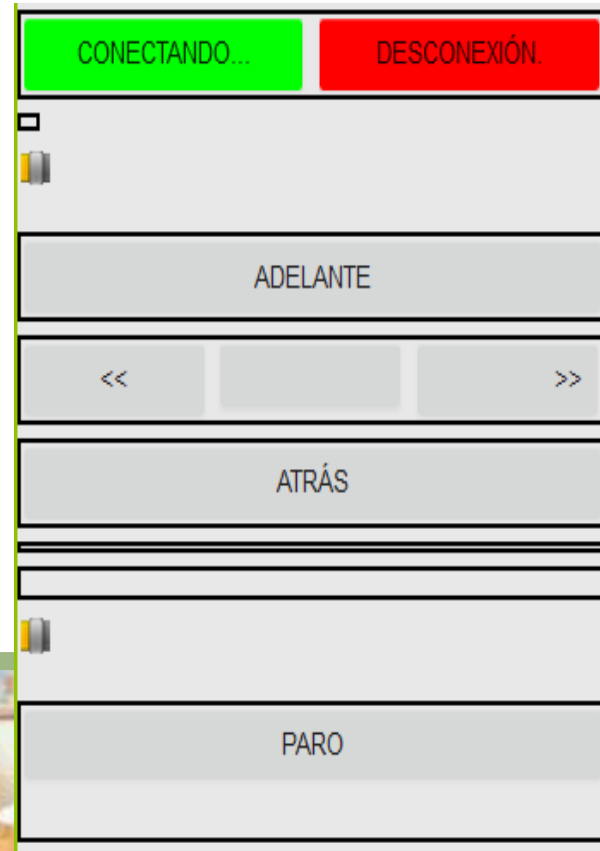 CONECTANDO...
DESCONEXIÓN.
ADELANTE
<<
>>
ATRÁS
PARO